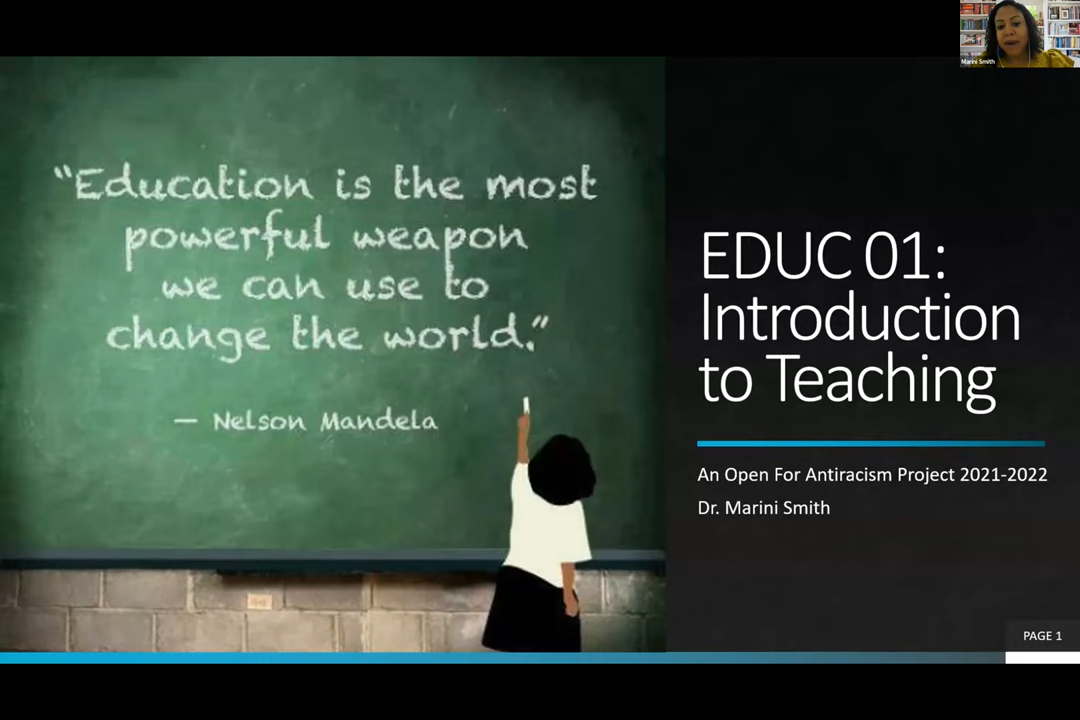 Marini Smith
“Education is the most
powerful weapon
we can use to
change the world.”
— Nelson Mandela
EDUC 01:
Introduction
to Teaching
An Open For Antiracism Project 2021-2022
Dr. Marini Smith
PAGE 1